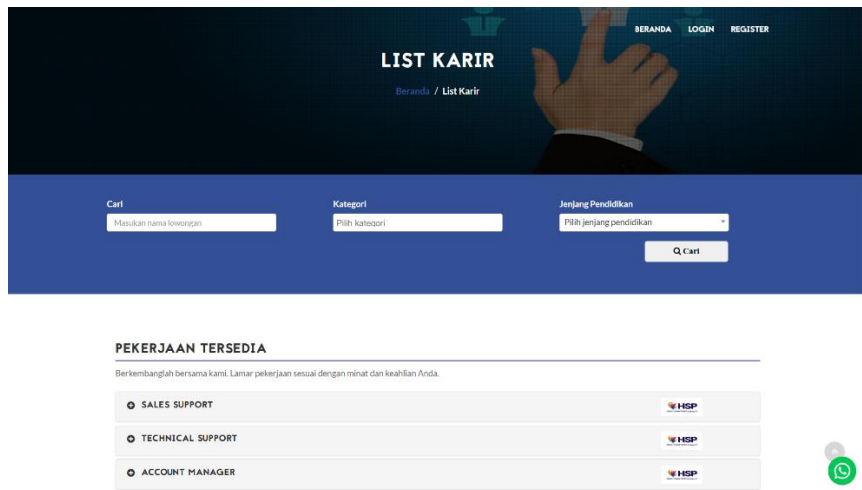 BERANDA LOGIN REGISTER
LIST KARIR
Beranda / List Karir
Cari Kategori Jenjang Pendidikan
Masukan nama lowongan Pilih kategori Pilih jenjang pendidikan
Cari
PEKERJAAN TERSEDIA
Berkembanglah bersama kami. Lamar pekerjaan sesuai dengan minat dan keahlian Anda.
SALES SUPPORT HSP
TECHNICAL SUPPORT HSP
ACCOUNT MANAGER HSP